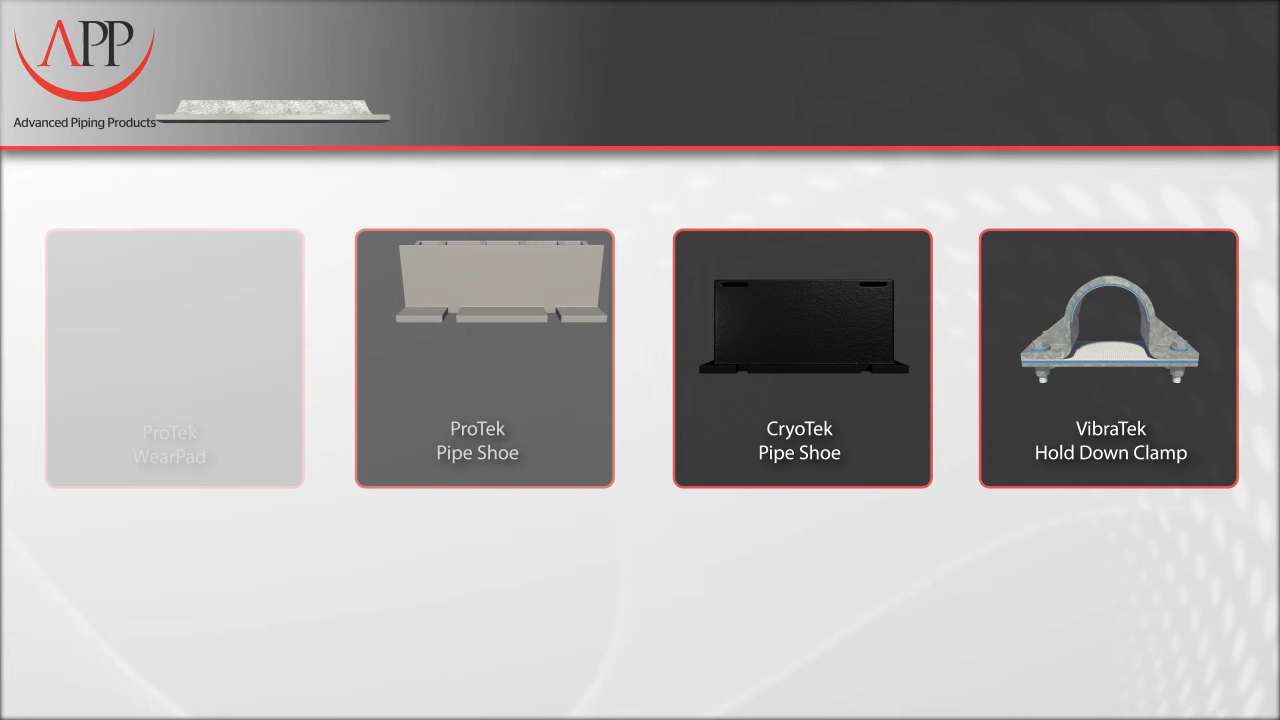 APP
Advanced Piping Products
ProTek
WearPad
ProTek
Pipe Shoe
CryoTek
Pipe Shoe
VibraTek
Hold Down Clamp